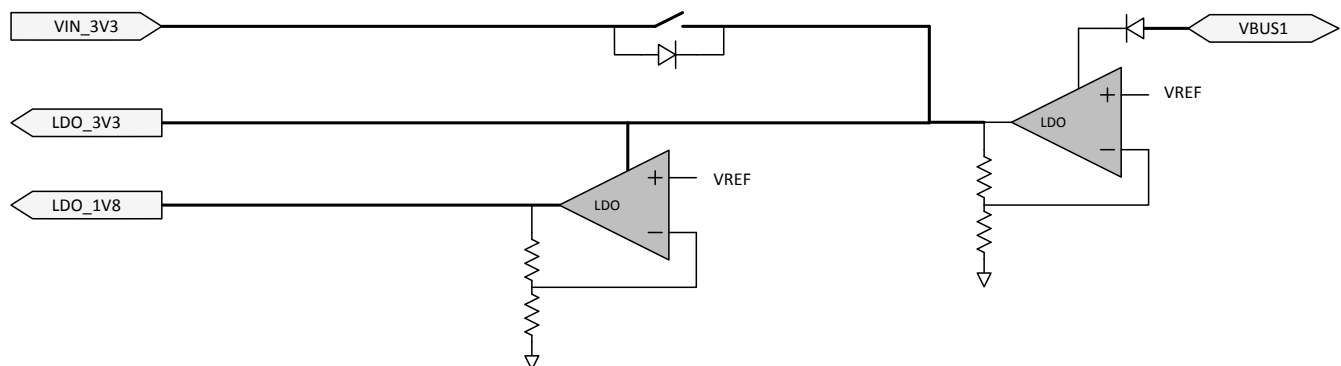 VIN_3V3
VBUS1
LDO
+
VREF
−
LDO_3V3
LDO
+
VREF
−
LDO_1V8